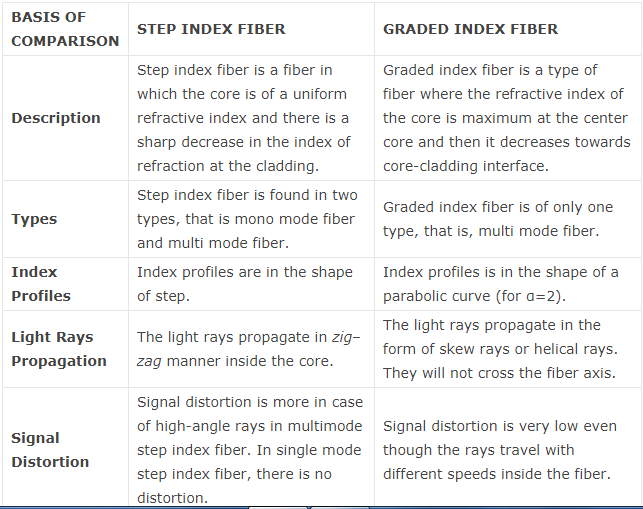 BASIS OF
COMPARISON
STEP INDEX FIBER
GRADED INDEX FIBER
Description
Step index fiber is a fiber in
which the core is of a uniform
refractive index and there is a
sharp decrease in the index of
refraction at the cladding.
Graded index fiber is a type of
fiber where the refractive index of
the core is maximum at the center
core and then it decreases towards
core-cladding interface.
Types
Step index fiber is found in two
types, that is mono mode fiber
and multi mode fiber.
Graded index fiber is of only one
type, that is, multi mode fiber.
Index
Profiles
Index profiles are in the shape
of step.
Index profiles is in the shape of a
parabolic curve (for α=2).
Light Rays
Propagation
The light rays propagate in zig–
zag manner inside the core.
The light rays propagate in the
form of skew rays or helical rays.
They will not cross the fiber axis.
Signal
Distortion
Signal distortion is more in case
of high-angle rays in multimode
step index fiber. In single mode
step index fiber, there is no
distortion.
Signal distortion is very low even
though the rays travel with
different speeds inside the fiber.